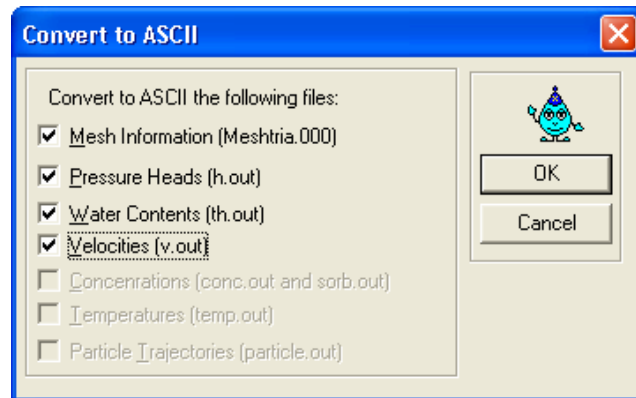 Convert to ASCII
Convert to ASCII the following files:
Mesh Information (Meshtria.000)
Pressure Heads (h.out)
Water Contents (th.out)
Velocities (v.out)
Concenrations (conc.out and sorb.out)
Temperatures (temp.out)
Particle Trajectories (particle.out)
OK
Cancel